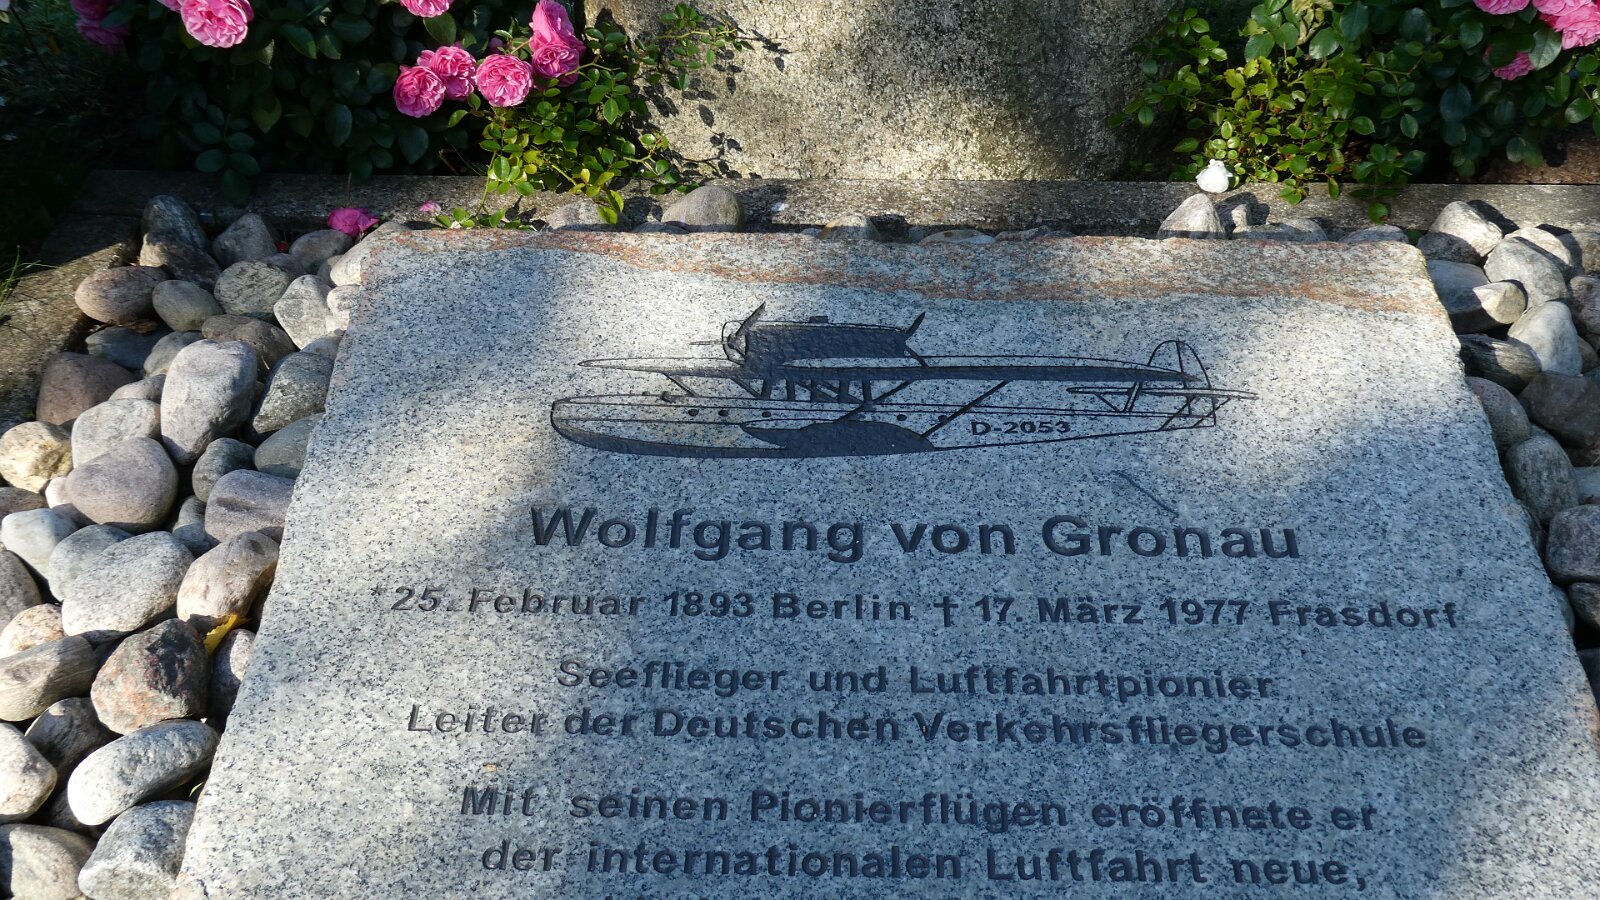 D-2053
Wolfgang von Gronau
*25. Februar 1893 Berlin † 17. März 1977 Frasdorf
Seeflieger und Luftfahrtpionier
Leiter der Deutschen Verkehrsfliegerschule
Mit seinen Pionierflügen eröffnete er
der internationalen Luftfahrt neue,